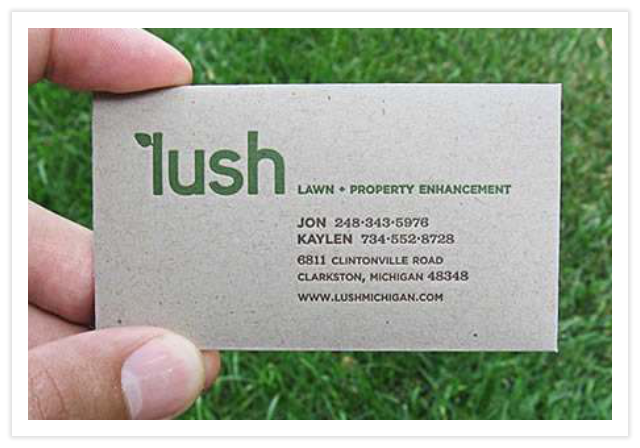 lush
LAWN + PROPERTY ENHANCEMENT
JON 248·343·5976
KAYLEN 734·552·8728
6811 CLINTONVILLE ROAD
CLARKSTON, MICHIGAN 48348
WWW.LUSHMICHIGAN.COM